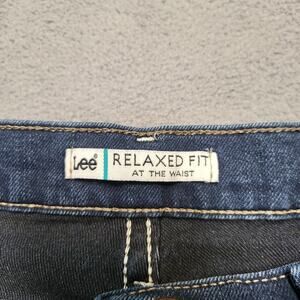 Lee® RELAXED FIT
AT THE WAIST